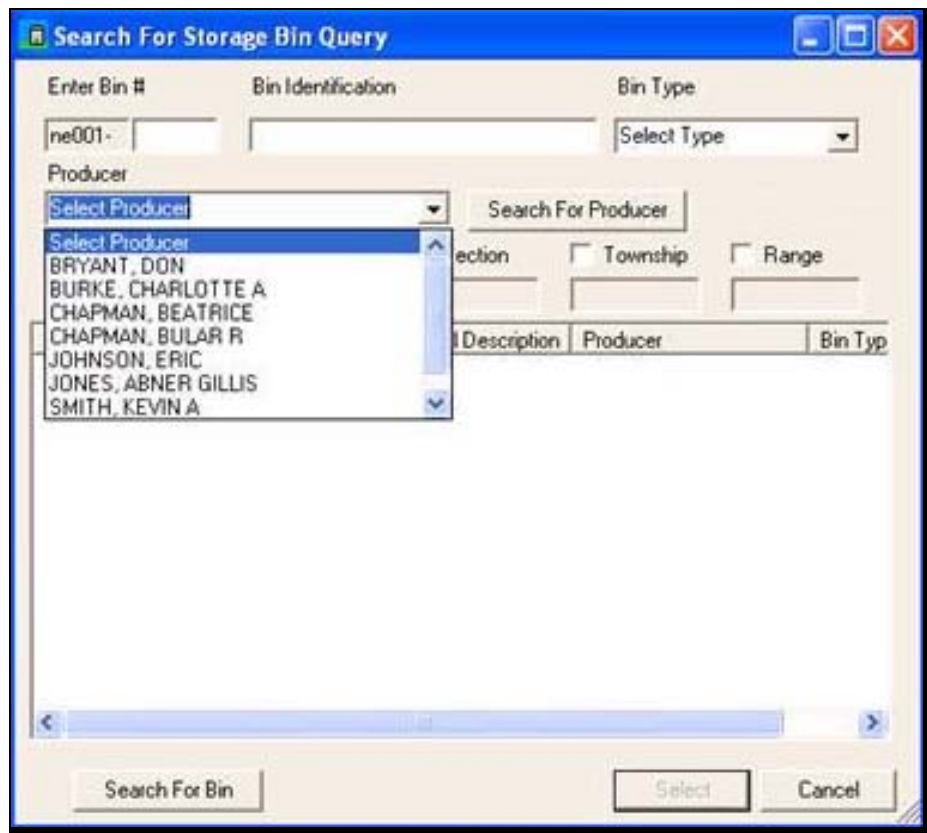 Search For Storage Bin Query
Enter Bin # Bin Identification Bin Type
ne001- Select Type
Producer
Select Producer Search For Producer
Select Producer
BRYANT, DON
BURKE, CHARLOTTE A
CHAPMAN, BEATRICE
CHAPMAN, BULAR R
JOHNSON, ERIC
JONES, ABNER GILLIS
SMITH, KEVIN A
ection Township Range
l Description Producer Bin Typ
Search For Bin Select Cancel